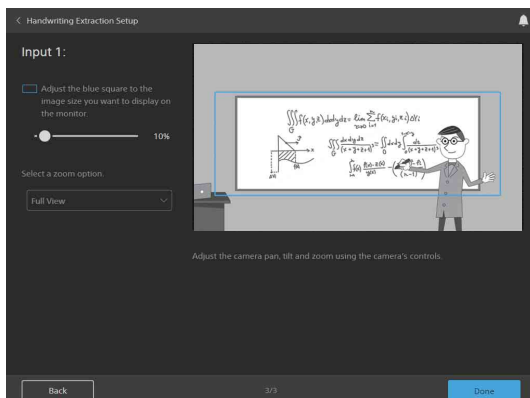 < Handwriting Extraction Setup
Input 1:
Adjust the blue square to the
image size you want to display on
the monitor.
10%
Select a zoom option.
Full View
Adjust the camera pan, tilt and zoom using the camera's controls.
Back
3/3
Done